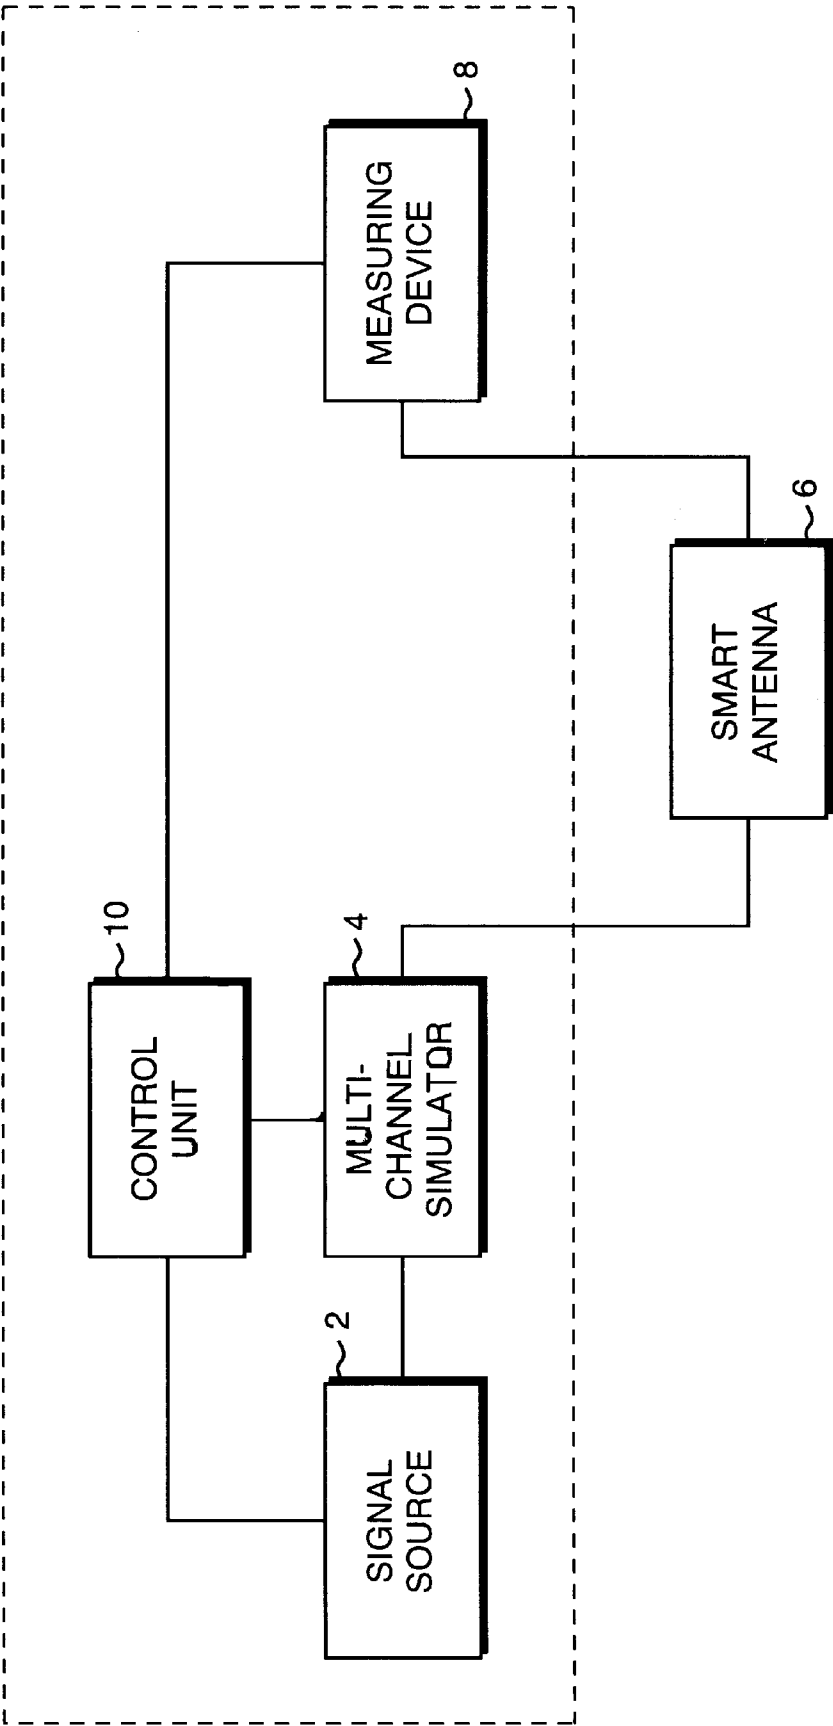 10
CONTROL
UNIT
2
SIGNAL
SOURCE
4
MULTI-
CHANNEL
SIMULATOR
8
MEASURING
DEVICE
6
SMART
ANTENNA